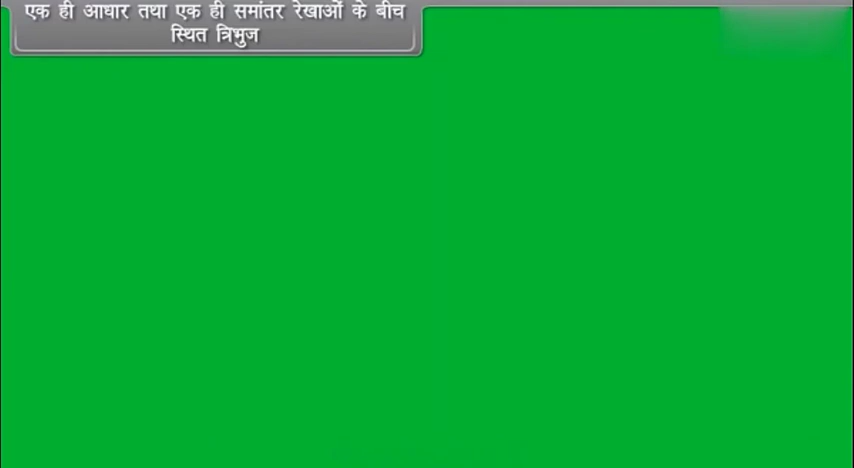 एक ही आधार तथा एक ही समांतर रेखाओं के बीच
स्थित त्रिभुज